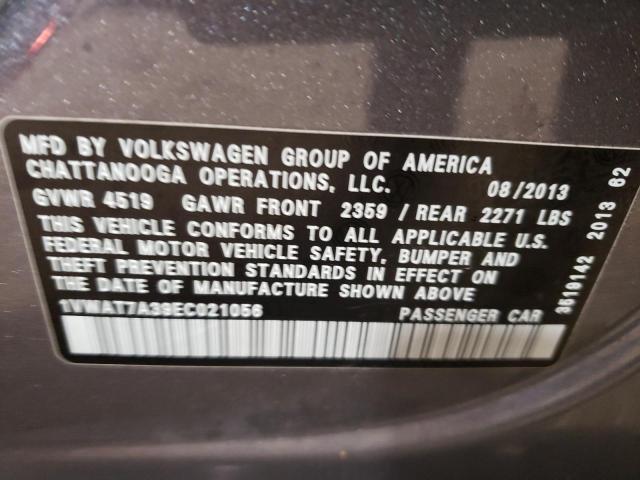 MFD BY VOLKSWAGEN GROUP OF AMERICA
CHATTANOOGA OPERATIONS, LLC. 08/2013
GVWR 4519 GAWR FRONT 2359 / REAR 2271 LBS
THIS VEHICLE CONFORMS TO ALL APPLICABLE U.S.
FEDERAL MOTOR VEHICLE SAFETY, BUMPER AND
THEFT PREVENTION STANDARDS IN EFFECT ON
THE DATE OF MANUFACTURE SHOWN ABOVE
1VWAT7A39EC021056 PASSENGER CAR
3519142 2013 62